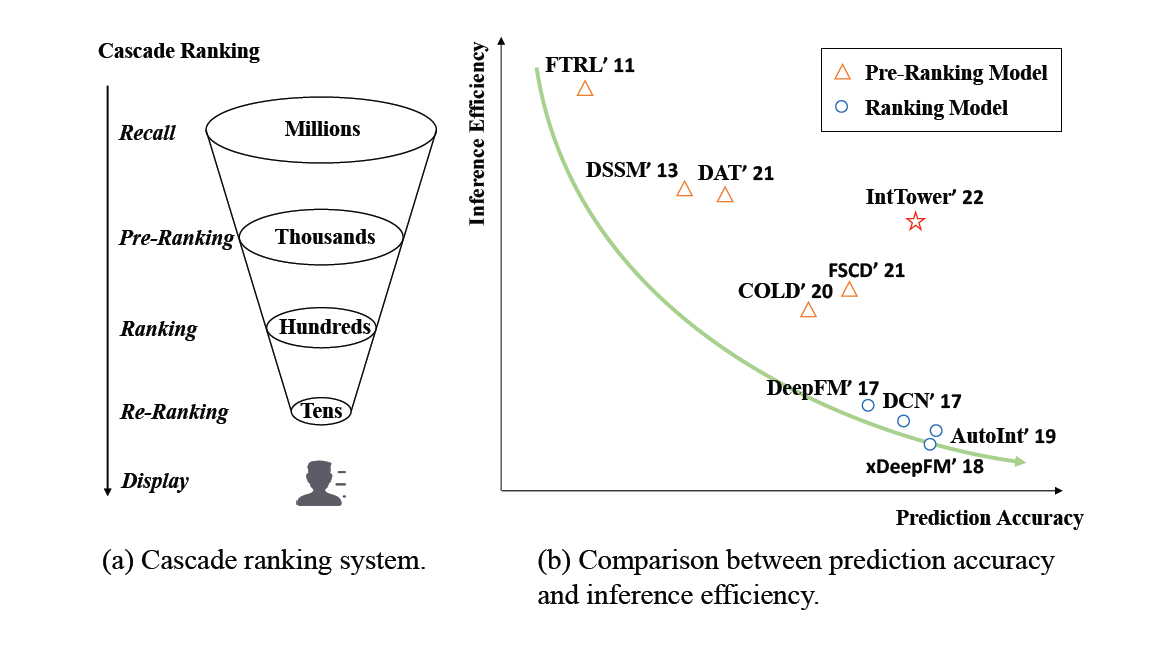 Cascade Ranking
Recall
Millions
Pre-Ranking
Thousands
Ranking
Hundreds
Re-Ranking
Tens
Display
(a) Cascade ranking system.
Inference Efficiency
FTRL’ 11
Pre-Ranking Model
Ranking Model
DSSM’ 13
DAT’ 21
IntTower’ 22
FSCD’ 21
COLD’ 20
DeepFM’ 17
DCN’ 17
AutoInt’ 19
xDeepFM’ 18
Prediction Accuracy
(b) Comparison between prediction accuracy
and inference efficiency.